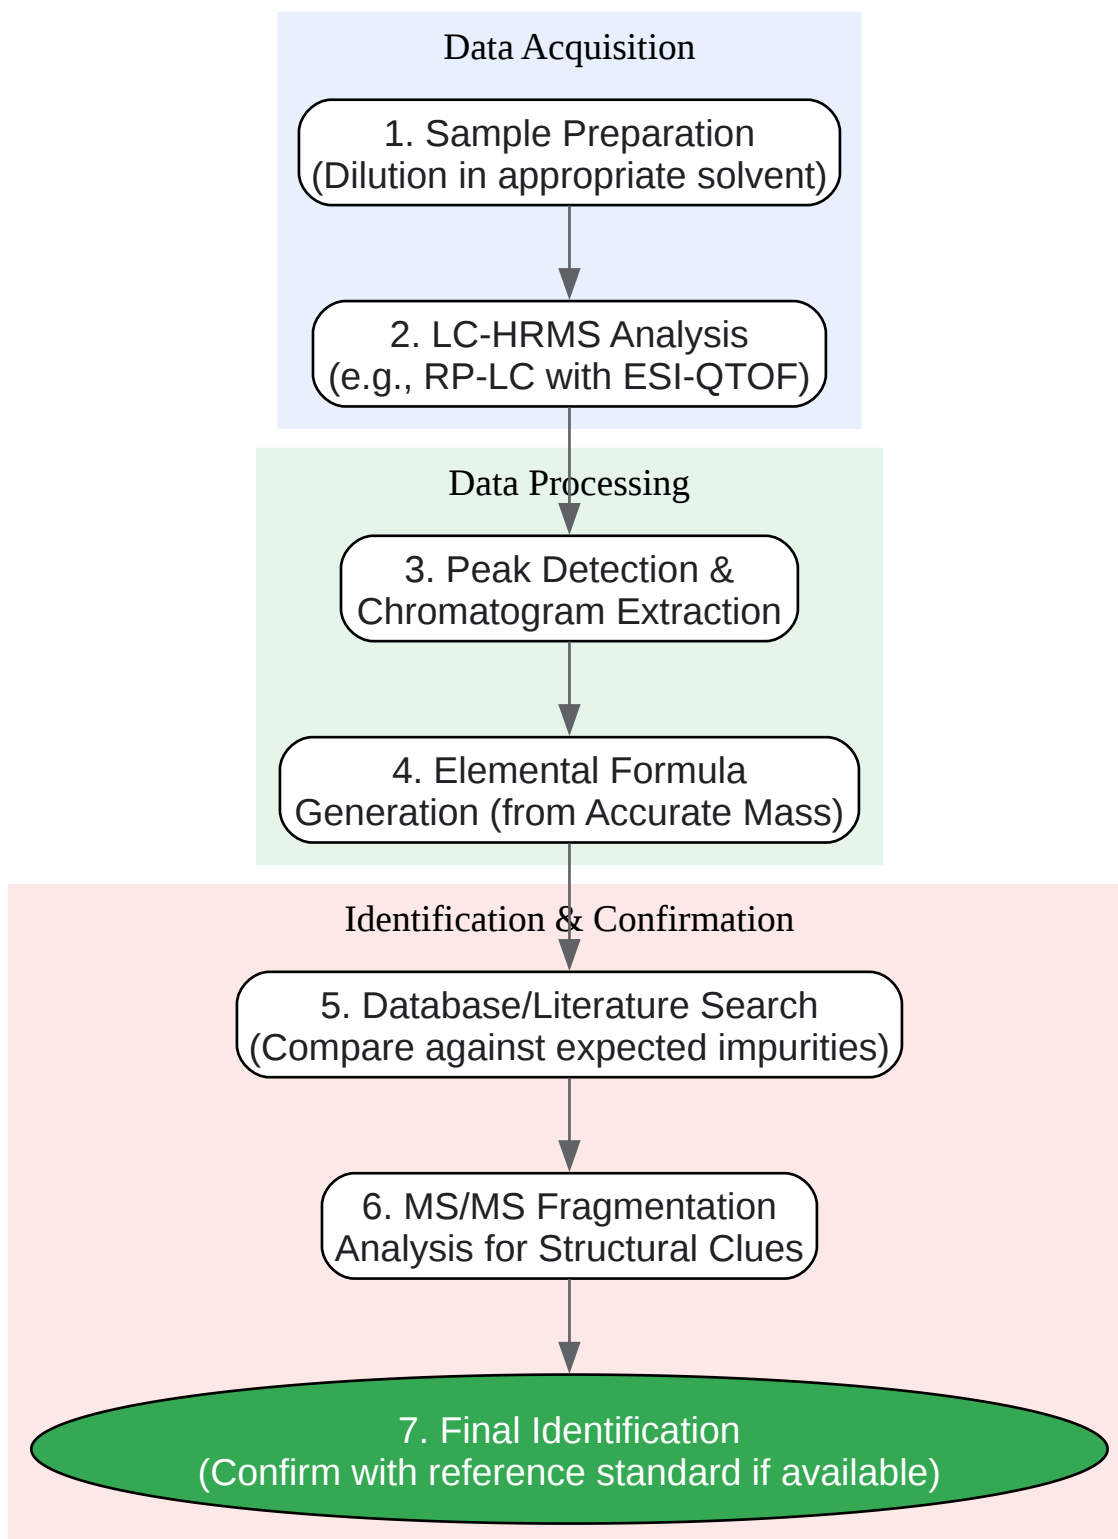 Data Acquisition
1. Sample Preparation
(Dilution in appropriate solvent)
2. LC-HRMS Analysis
(e.g., RP-LC with ESI-QTOF)
Data Processing
3. Peak Detection &
Chromatogram Extraction
4. Elemental Formula
Generation (from Accurate Mass)
Identification & Confirmation
5. Database/Literature Search
(Compare against expected impurities)
6. MS/MS Fragmentation
Analysis for Structural Clues
7. Final Identification
(Confirm with reference standard if available)